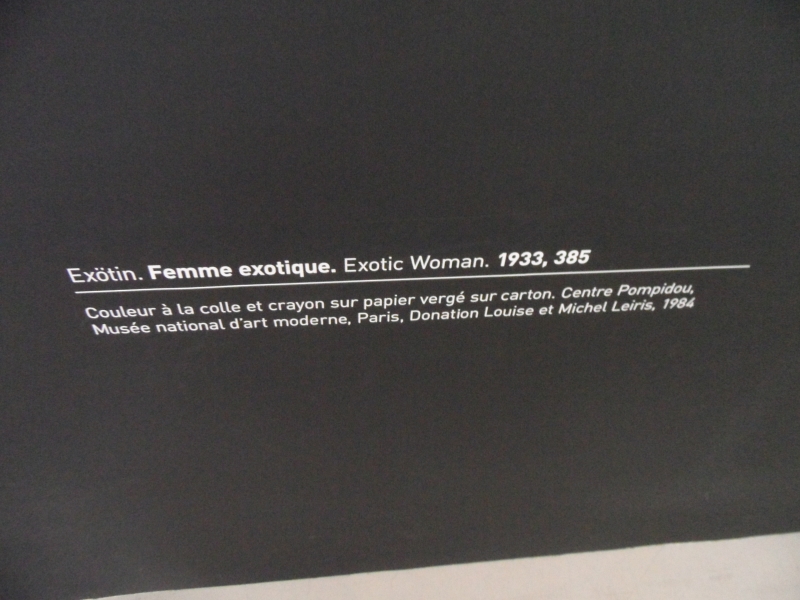 Exötin. Femme exotique. Exotic Woman. 1933, 385
Couleur à la colle et crayon sur papier vergé sur carton. Centre Pompidou,
Musée national d'art moderne, Paris, Donation Louise et Michel Leiris, 1984